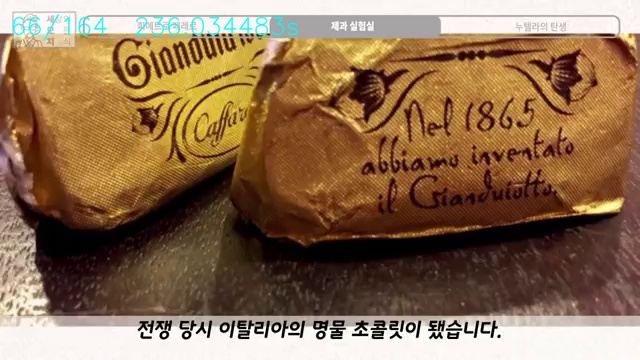 66/164 236.034483s
제과 실험실
누텔라의 탄생
Gianduia
Caffar
Nel 1865
abbiamo inventato
il Gianduiotto.
전쟁 당시 이탈리아의 명물 초콜릿이 됐습니다.